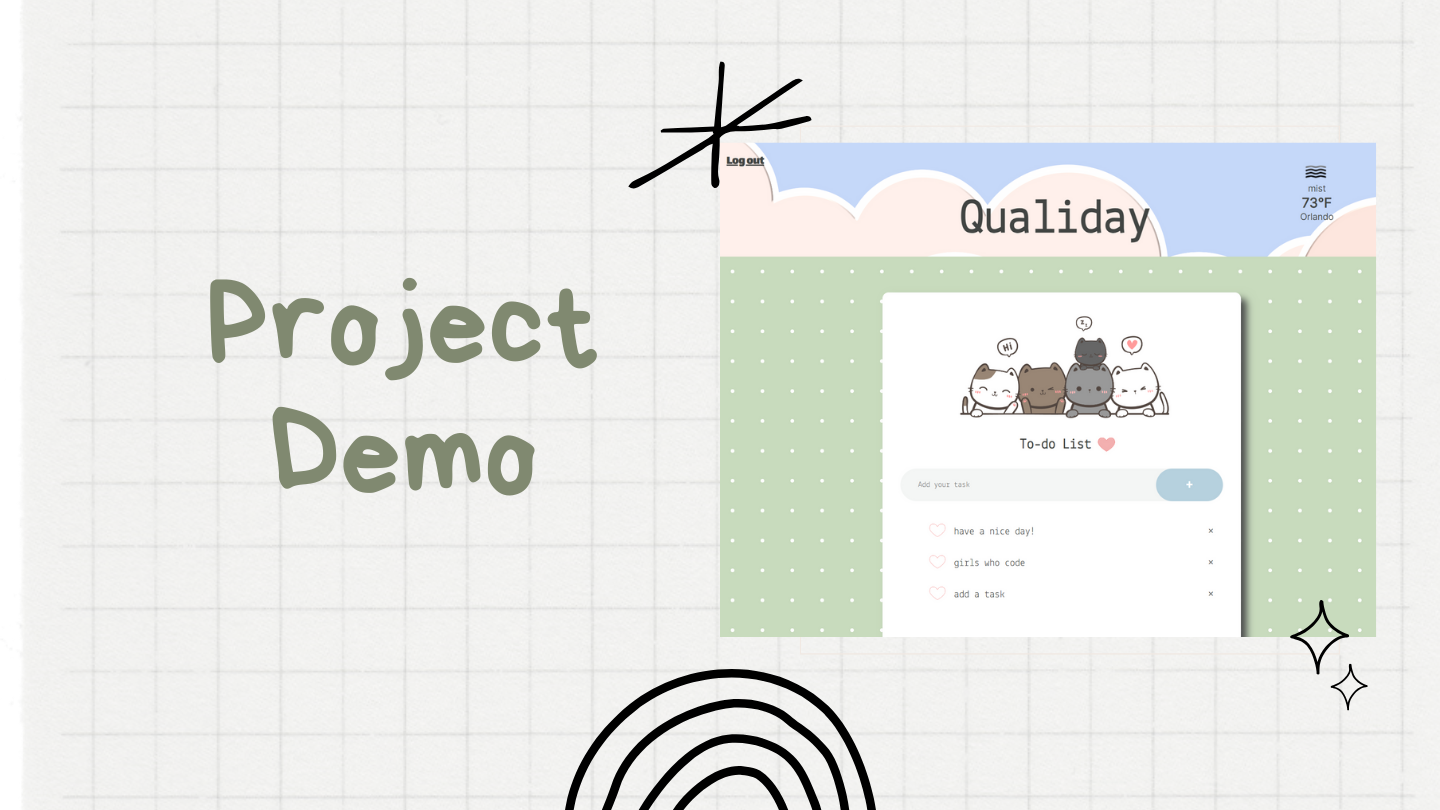 Project
Demo
Log out
Qualiday
mist
73°F
Orlando
Hi
To-do List
Add your task
+
have a nice day! ×
girls who code ×
add a task ×